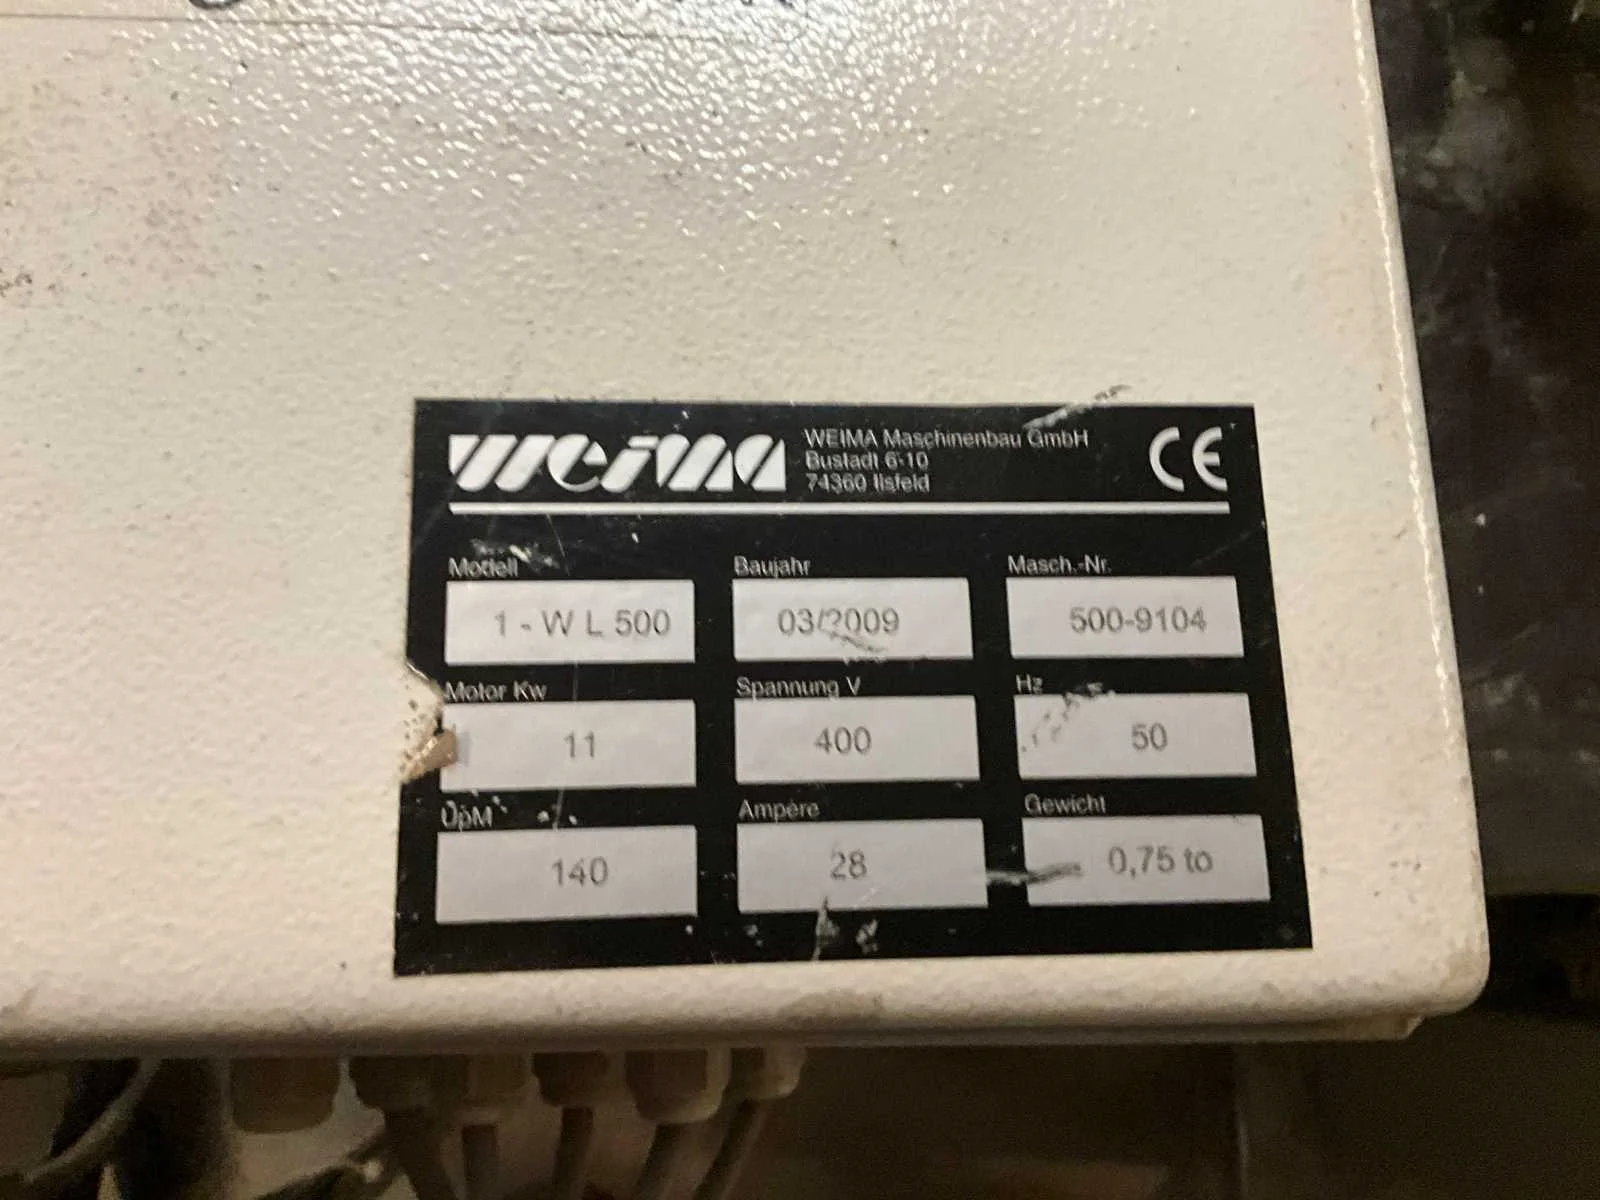 weima
WEIMA Maschinenbau GmbH
Bustadt 6-10
74360 Ilsfeld
CE
Modell
Baujahr
Masch.-Nr.
1 - W L 500
03/2009
500-9104
Motor Kw
Spannung V
Hz
11
400
50
UpM
Ampère
Gewicht
140
28
0,75 to